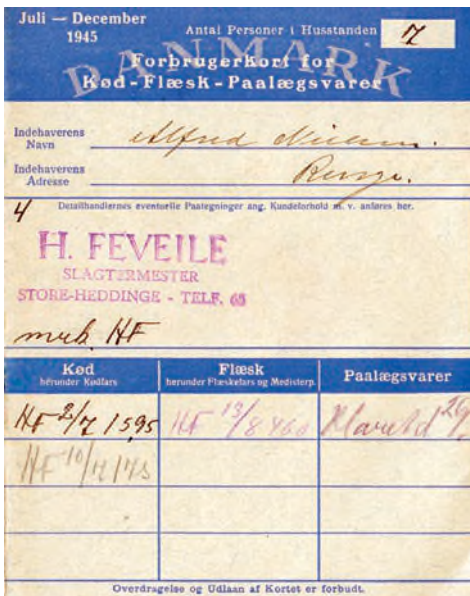 Juli — December
1945
Antal Personer i Husstanden 7
DANMARK
Forbrugerkort for
Kød-Flæsk-Paalægsvarer
Indehaverens
Navn Alfred Nielsen.
Indehaverens
Adresse
4 Detailhandlernes eventuelle Paategninger ang. Kundeforhold m. v. anføres her.
H. FEVEILE
SLAGTERMESTER
STORE-HEDDINGE - TELF. 65
mrk. HF
Kød Flæsk Paalægsvarer
herunder Kødfars herunder Flæskefars og Medisterp.
HF 2/7 1595 HF 13/8 460
HF 10/7
Overdragelse og Udlaan af Kortet er forbudt.